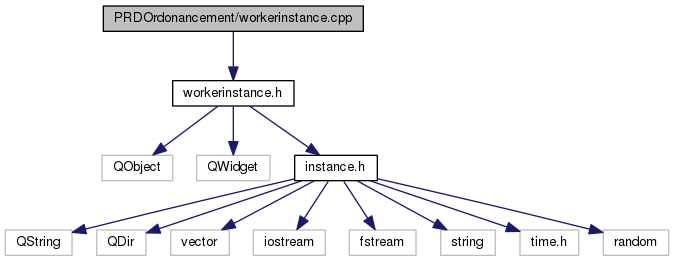 PRDOrdonancement/workerinstance.cpp
workerinstance.h
QObject
QWidget
instance.h
QString
QDir
vector
iostream
fstream
string
time.h
random